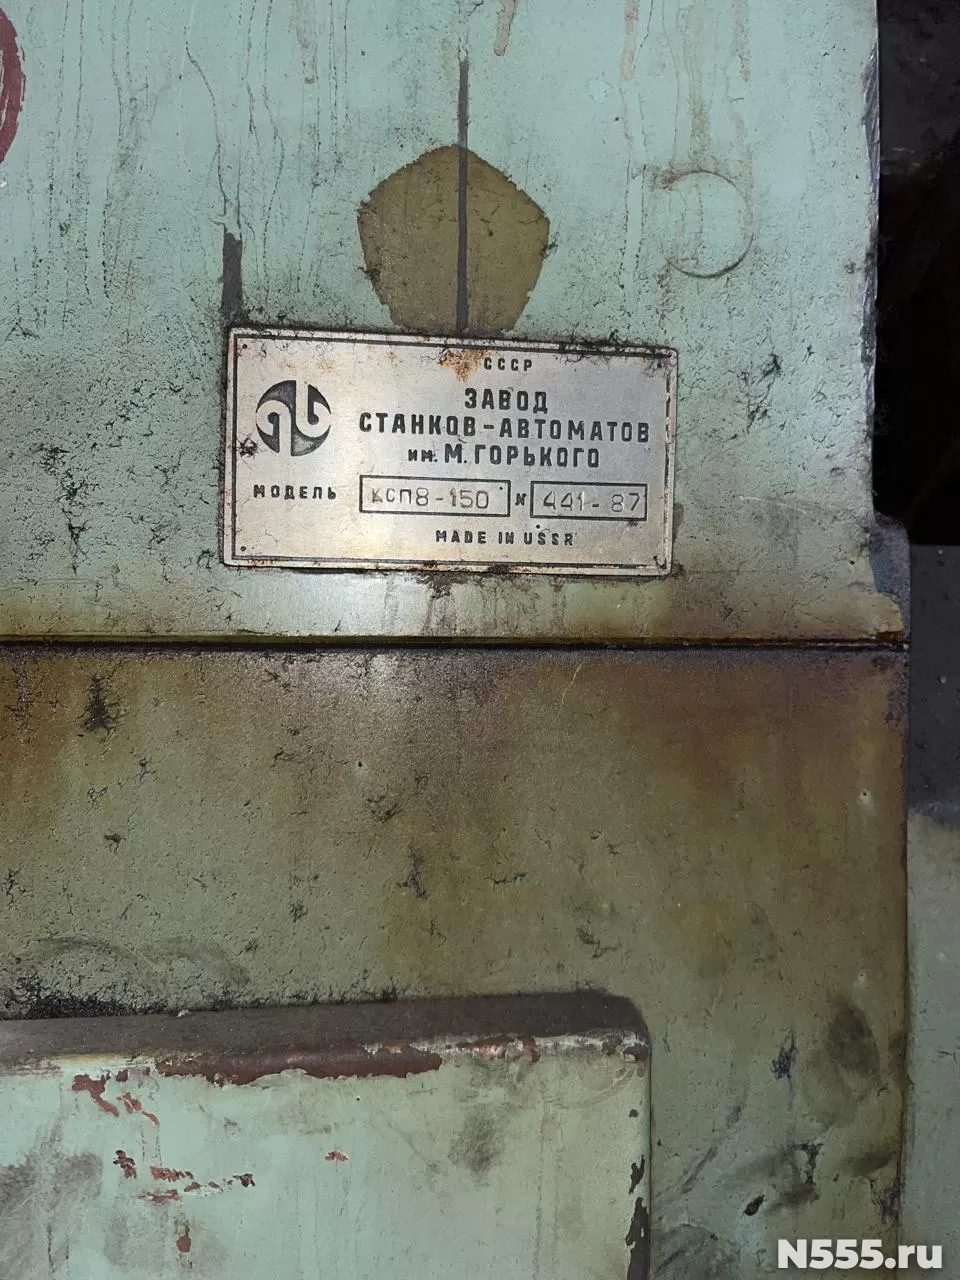 СССР
ЗАВОД
СТАНКОВ-АВТОМАТОВ
им. М. ГОРЬКОГО
МОДЕЛЬ КСП8-150 № 441-87
MADE IN USSR
N555.ru